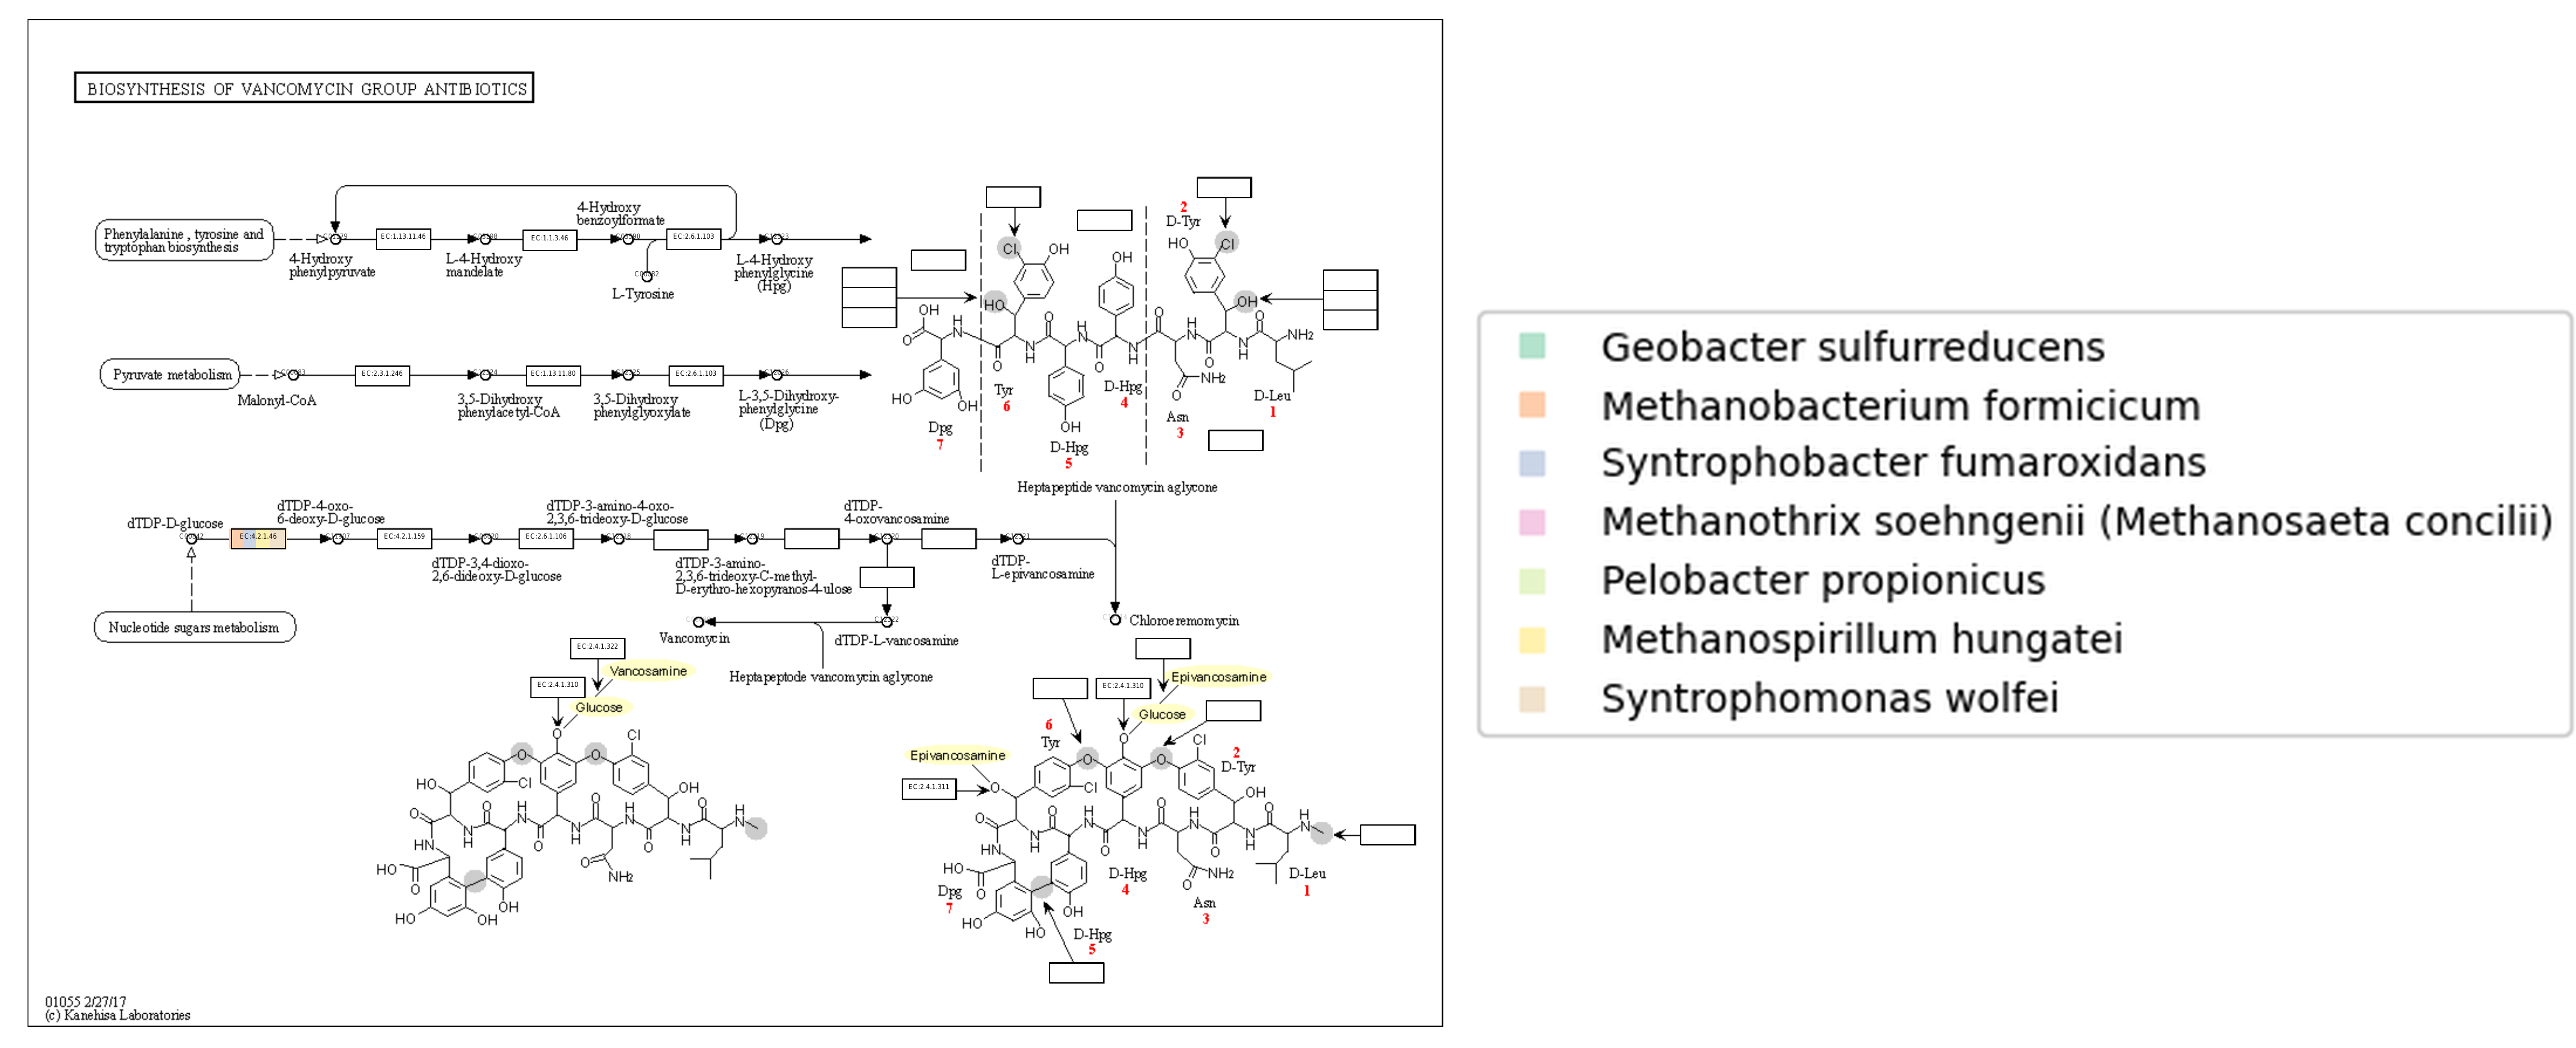 BIOSYNTHESIS OF VANCOMYCIN GROUP ANTIBIOTICS
Phenylalanine, tyrosine and
tryptophan biosynthesis
4-Hydroxy
phenylpyruvate
EC:1.13.11.46
L-4-Hydroxy
mandelate
EC:1.1.3.46
4-Hydroxy
benzoylformate
L-Tyrosine
EC:2.6.1.103
L-4-Hydroxy
phenylglycine
(Hpg)
Pyruvate metabolism
Malonyl-CoA
EC:2.3.1.246
3,5-Dihydroxy
phenylacetyl-CoA
EC:1.13.11.80
3,5-Dihydroxy
phenylglyoxylate
EC:2.6.1.103
L-3,5-Dihydroxy-
phenylglycine
(Dpg)
Cl
OH
HO
OH
O
H
N
HO
OH
Dpg
7
Tyr
6
O
N
H
O
H
N
O
OH
D-Hpg
5
OH
D-Hpg
4
N
H
2
D-Tyr
HO
Cl
OH
O
H
N
O
NH2
O
N
H
O
NH2
Asn
3
D-Leu
1
Heptapeptide vancomycin aglycone
dTDP-D-glucose
EC:4.2.1.46
dTDP-4-oxo-
6-deoxy-D-glucose
EC:4.2.1.159
dTDP-3,4-dioxo-
2,6-dideoxy-D-glucose
EC:2.6.1.106
dTDP-3-amino-4-oxo-
2,3,6-trideoxy-D-glucose
dTDP-3-amino-
2,3,6-trideoxy-C-methyl-
D-erythro-hexopyranos-4-ulose
dTDP-
4-oxovancosamine
dTDP-
L-epivancosamine
Nucleotide sugars metabolism
Vancomycin
dTDP-L-vancosamine
Heptapeptode vancomycin aglycone
Chloroeremomycin
EC:2.4.1.322
Vancosamine
EC:2.4.1.310
Glucose
O
O
O
Cl
Cl
HO
OH
O
N
H
O
H
N
O
N
H
O
H
N
O
N
H
O
H
N
HN
HO
O
O
NH2
HO
OH
OH
EC:2.4.1.310
Epivancosamine
Glucose
6
Tyr
Epivancosamine
EC:2.4.1.311
O
O
O
O
Cl
Cl
2
D-Tyr
OH
O
N
H
O
H
N
O
N
H
O
H
N
O
N
H
O
H
N
HN
HO
O
O
NH2
Dpg
7
HO
HO
OH
D-Hpg
5
D-Hpg
4
Asn
3
D-Leu
1
01055 2/27/17
(c) Kanehisa Laboratories
Geobacter sulfurreducens
Methanobacterium formicicum
Syntrophobacter fumaroxidans
Methanothrix soehngenii (Methanosaeta concilii)
Pelobacter propionicus
Methanospirillum hungatei
Syntrophomonas wolfei